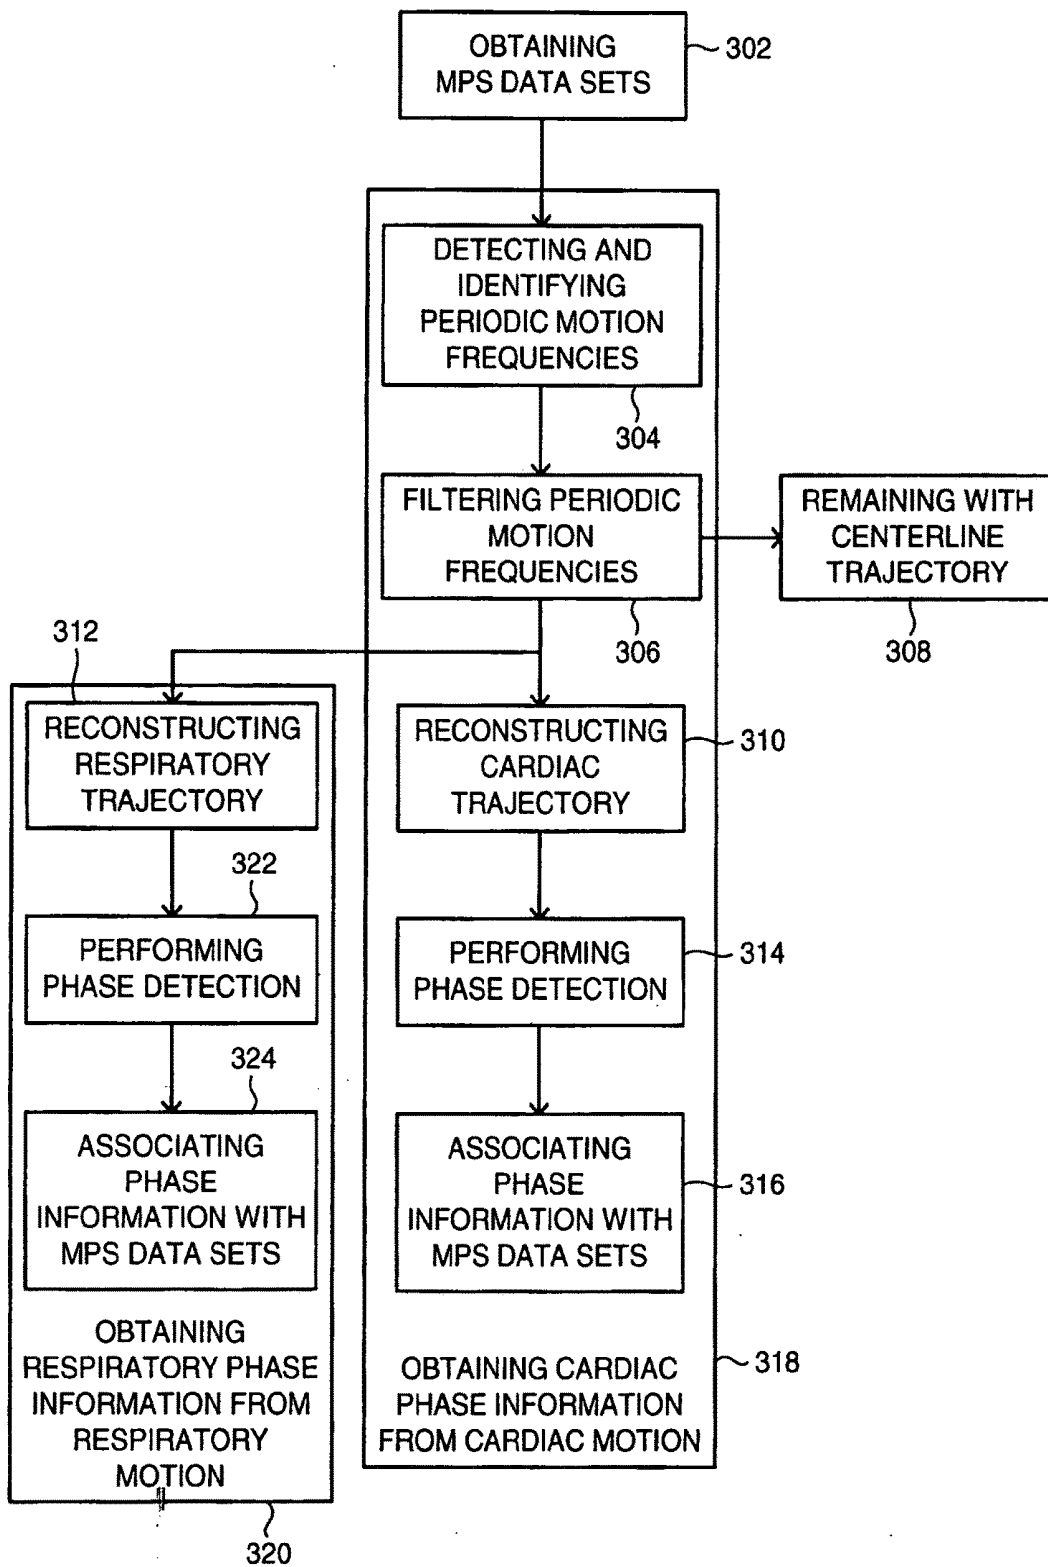 OBTAINING
MPS DATA SETS
302
DETECTING AND
IDENTIFYING
PERIODIC MOTION
FREQUENCIES
304
FILTERING PERIODIC
MOTION
FREQUENCIES
306
REMAINING WITH
CENTERLINE
TRAJECTORY
308
312
RECONSTRUCTING
RESPIRATORY
TRAJECTORY
RECONSTRUCTING
CARDIAC
TRAJECTORY
310
322
PERFORMING
PHASE DETECTION
PERFORMING
PHASE DETECTION
314
324
ASSOCIATING
PHASE
INFORMATION WITH
MPS DATA SETS
ASSOCIATING
PHASE
INFORMATION WITH
MPS DATA SETS
316
OBTAINING
RESPIRATORY PHASE
INFORMATION FROM
RESPIRATORY
MOTION
320
OBTAINING CARDIAC
PHASE INFORMATION
FROM CARDIAC MOTION
318